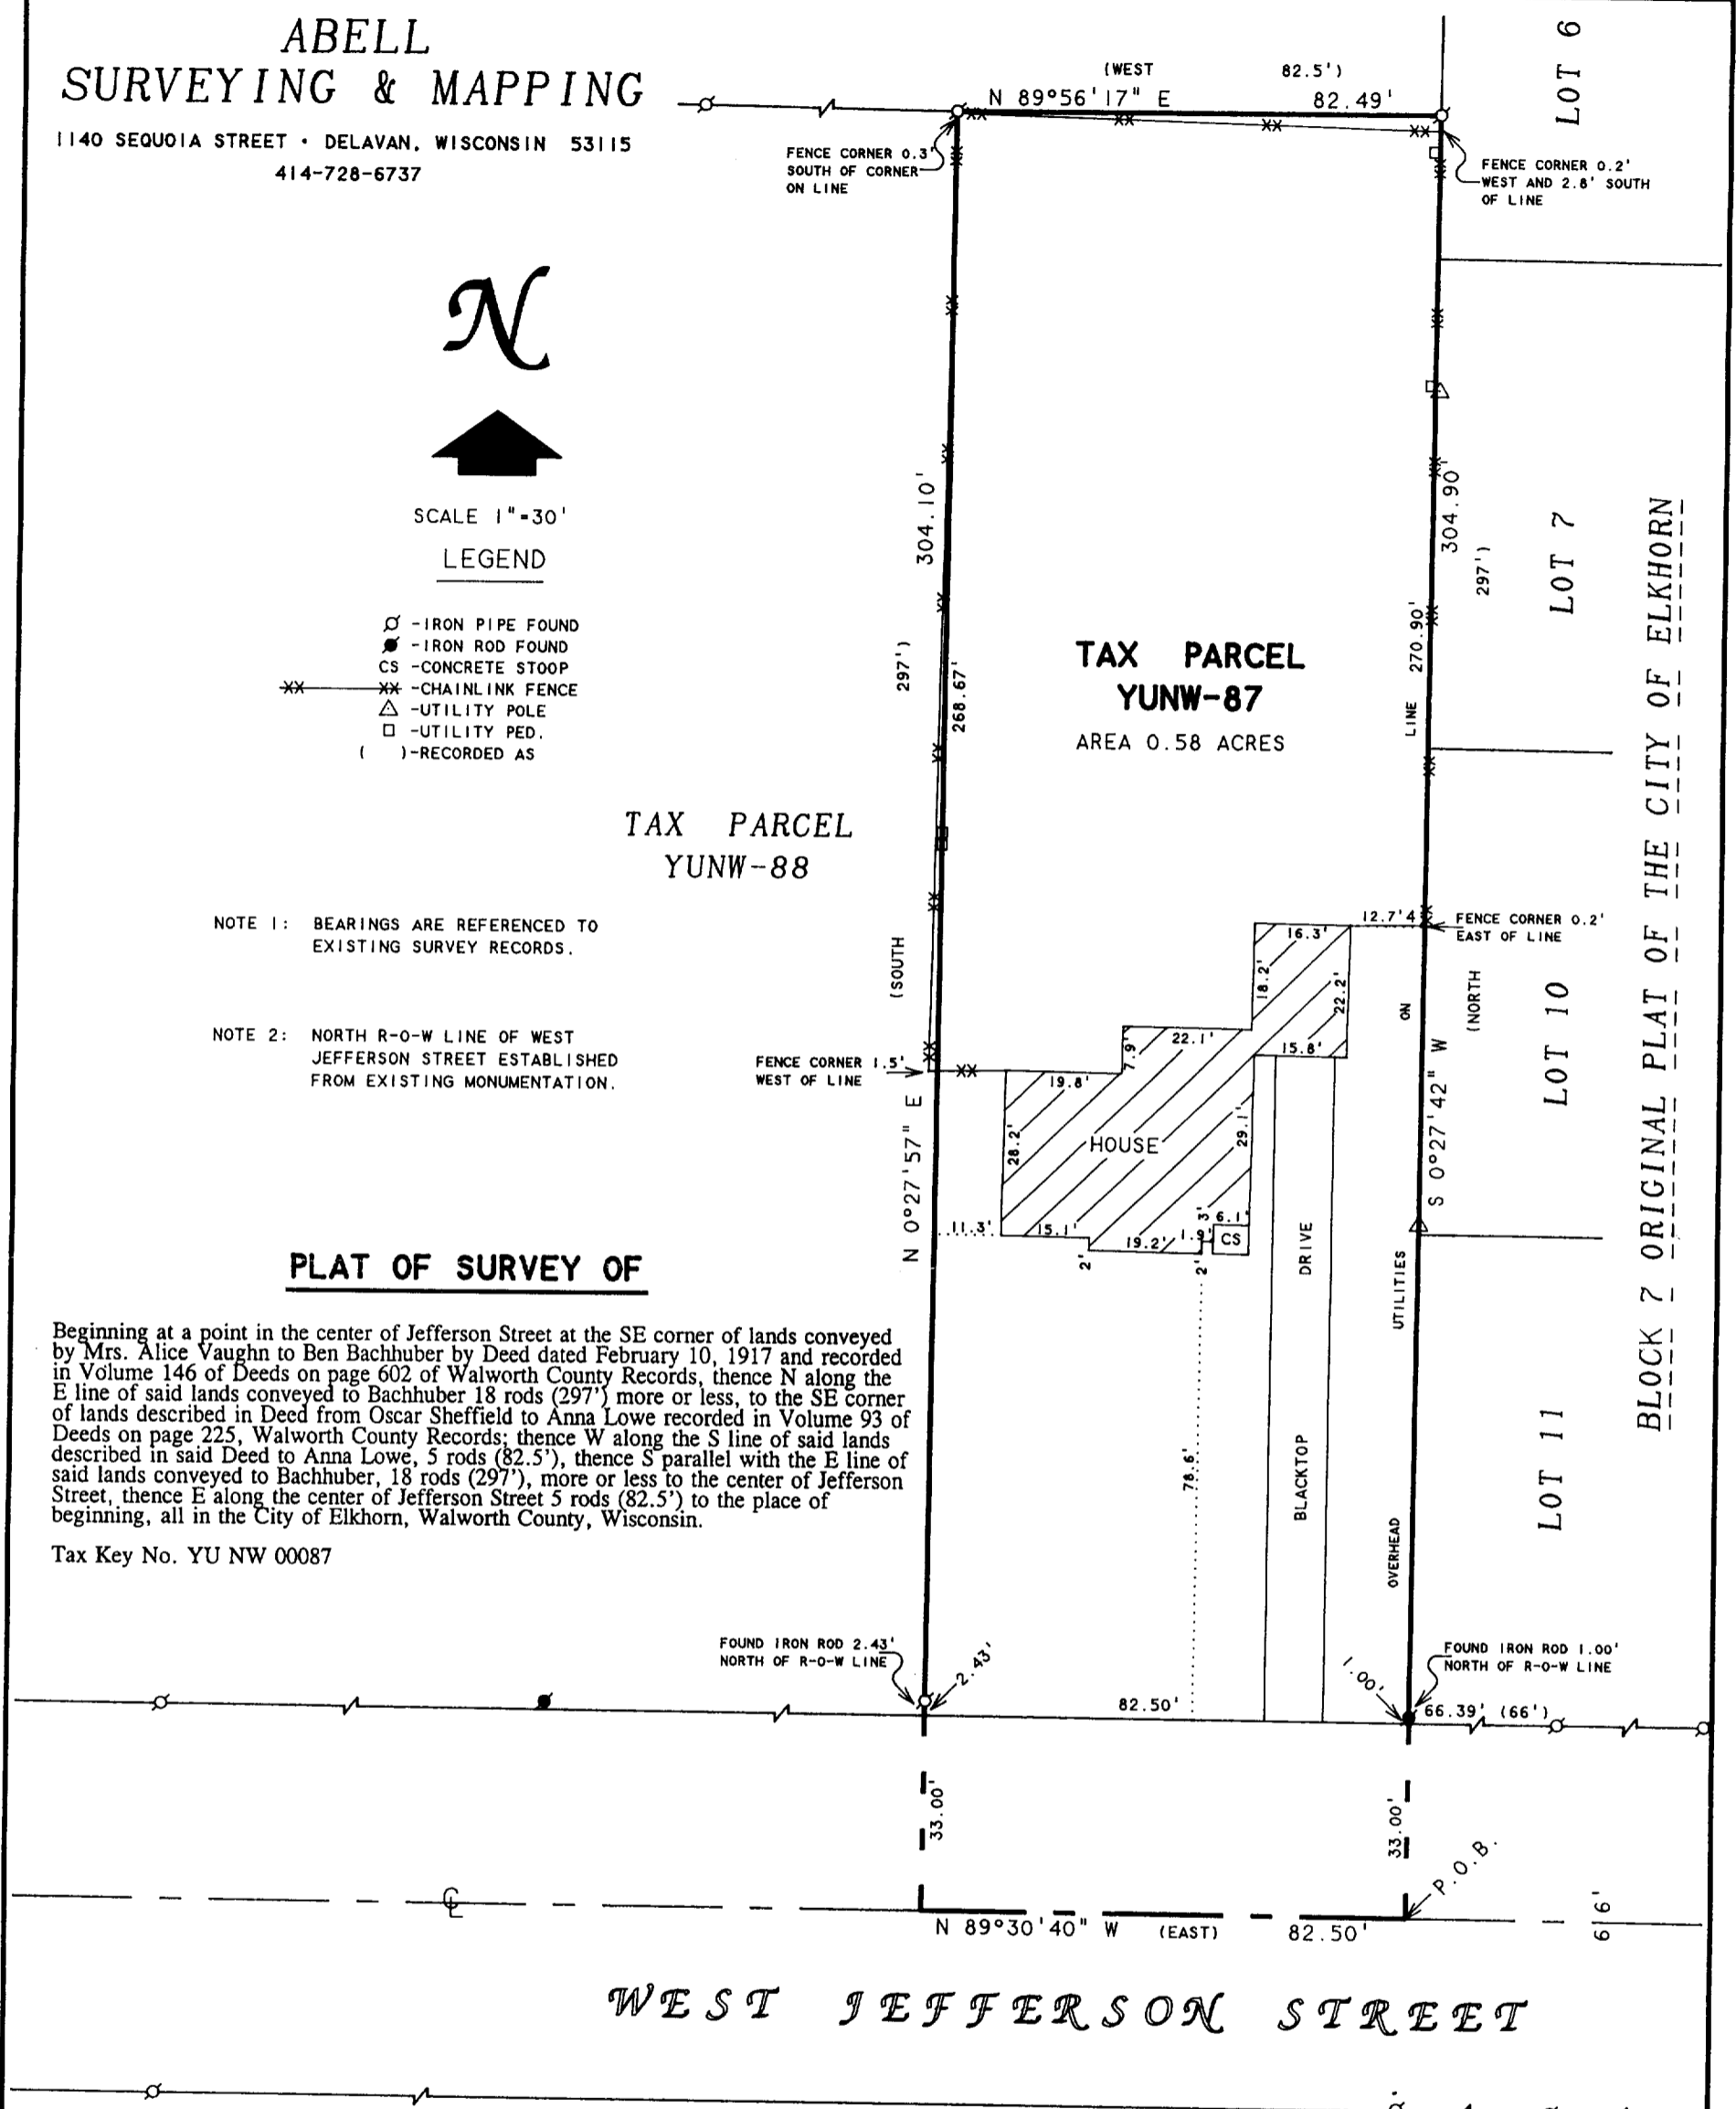 ABELL
SURVEYING & MAPPING
1140 SEQUOIA STREET • DELAVAN, WISCONSIN 53115
414-728-6737
N
SCALE 1"=30'
LEGEND
-IRON PIPE FOUND
-IRON ROD FOUND
CS -CONCRETE STOOP
XX XX -CHAINLINK FENCE
-UTILITY POLE
-UTILITY PED.
( )-RECORDED AS
TAX PARCEL
YUNW-88
NOTE 1: BEARINGS ARE REFERENCED TO
EXISTING SURVEY RECORDS.
NOTE 2: NORTH R-O-W LINE OF WEST
JEFFERSON STREET ESTABLISHED
FROM EXISTING MONUMENTATION.
PLAT OF SURVEY OF
Beginning at a point in the center of Jefferson Street at the SE corner of lands conveyed
by Mrs. Alice Vaughn to Ben Bachhuber by Deed dated February 10, 1917 and recorded
in Volume 146 of Deeds on page 602 of Walworth County Records, thence N along the
E line of said lands conveyed to Bachhuber 18 rods (297') more or less, to the SE corner
of lands described in Deed from Oscar Sheffield to Anna Lowe recorded in Volume 93 of
Deeds on page 225, Walworth County Records; thence W along the S line of said lands
described in said Deed to Anna Lowe, 5 rods (82.5'), thence S parallel with the E line of
said lands conveyed to Bachhuber, 18 rods (297'), more or less to the center of Jefferson
Street, thence E along the center of Jefferson Street 5 rods (82.5') to the place of
beginning, all in the City of Elkhorn, Walworth County, Wisconsin.
Tax Key No. YU NW 00087
(WEST 82.5')
N 89°56'17" E 82.49'
FENCE CORNER 0.3'
SOUTH OF CORNER
ON LINE
FENCE CORNER 0.2'
WEST AND 2.8' SOUTH
OF LINE
LOT 6
304.10'
(SOUTH 297')
268.67'
N 0°27'57" E
TAX PARCEL
YUNW-87
AREA 0.58 ACRES
304.90'
(NORTH 297')
S 0°27'42" W
OVERHEAD UTILITIES ON LINE 270.90'
LOT 7
LOT 10
LOT 11
BLOCK 7 ORIGINAL PLAT OF THE CITY OF ELKHORN
12.7'
FENCE CORNER 0.2'
EAST OF LINE
16.3'
18.2'
22.2'
15.8'
22.1'
7.9'
19.8'
FENCE CORNER 1.5'
WEST OF LINE
28.2'
HOUSE
29.1'
11.3'
15.1'
2'
19.2'
1.9'
3'
6.1'
CS
2'
78.6'
BLACKTOP DRIVE
FOUND IRON ROD 2.43'
NORTH OF R-O-W LINE
2.43'
82.50'
1.00'
FOUND IRON ROD 1.00'
NORTH OF R-O-W LINE
66.39' (66')
33.00'
33.00'
P.O.B.
N 89°30'40" W (EAST) 82.50'
66'
WEST JEFFERSON STREET